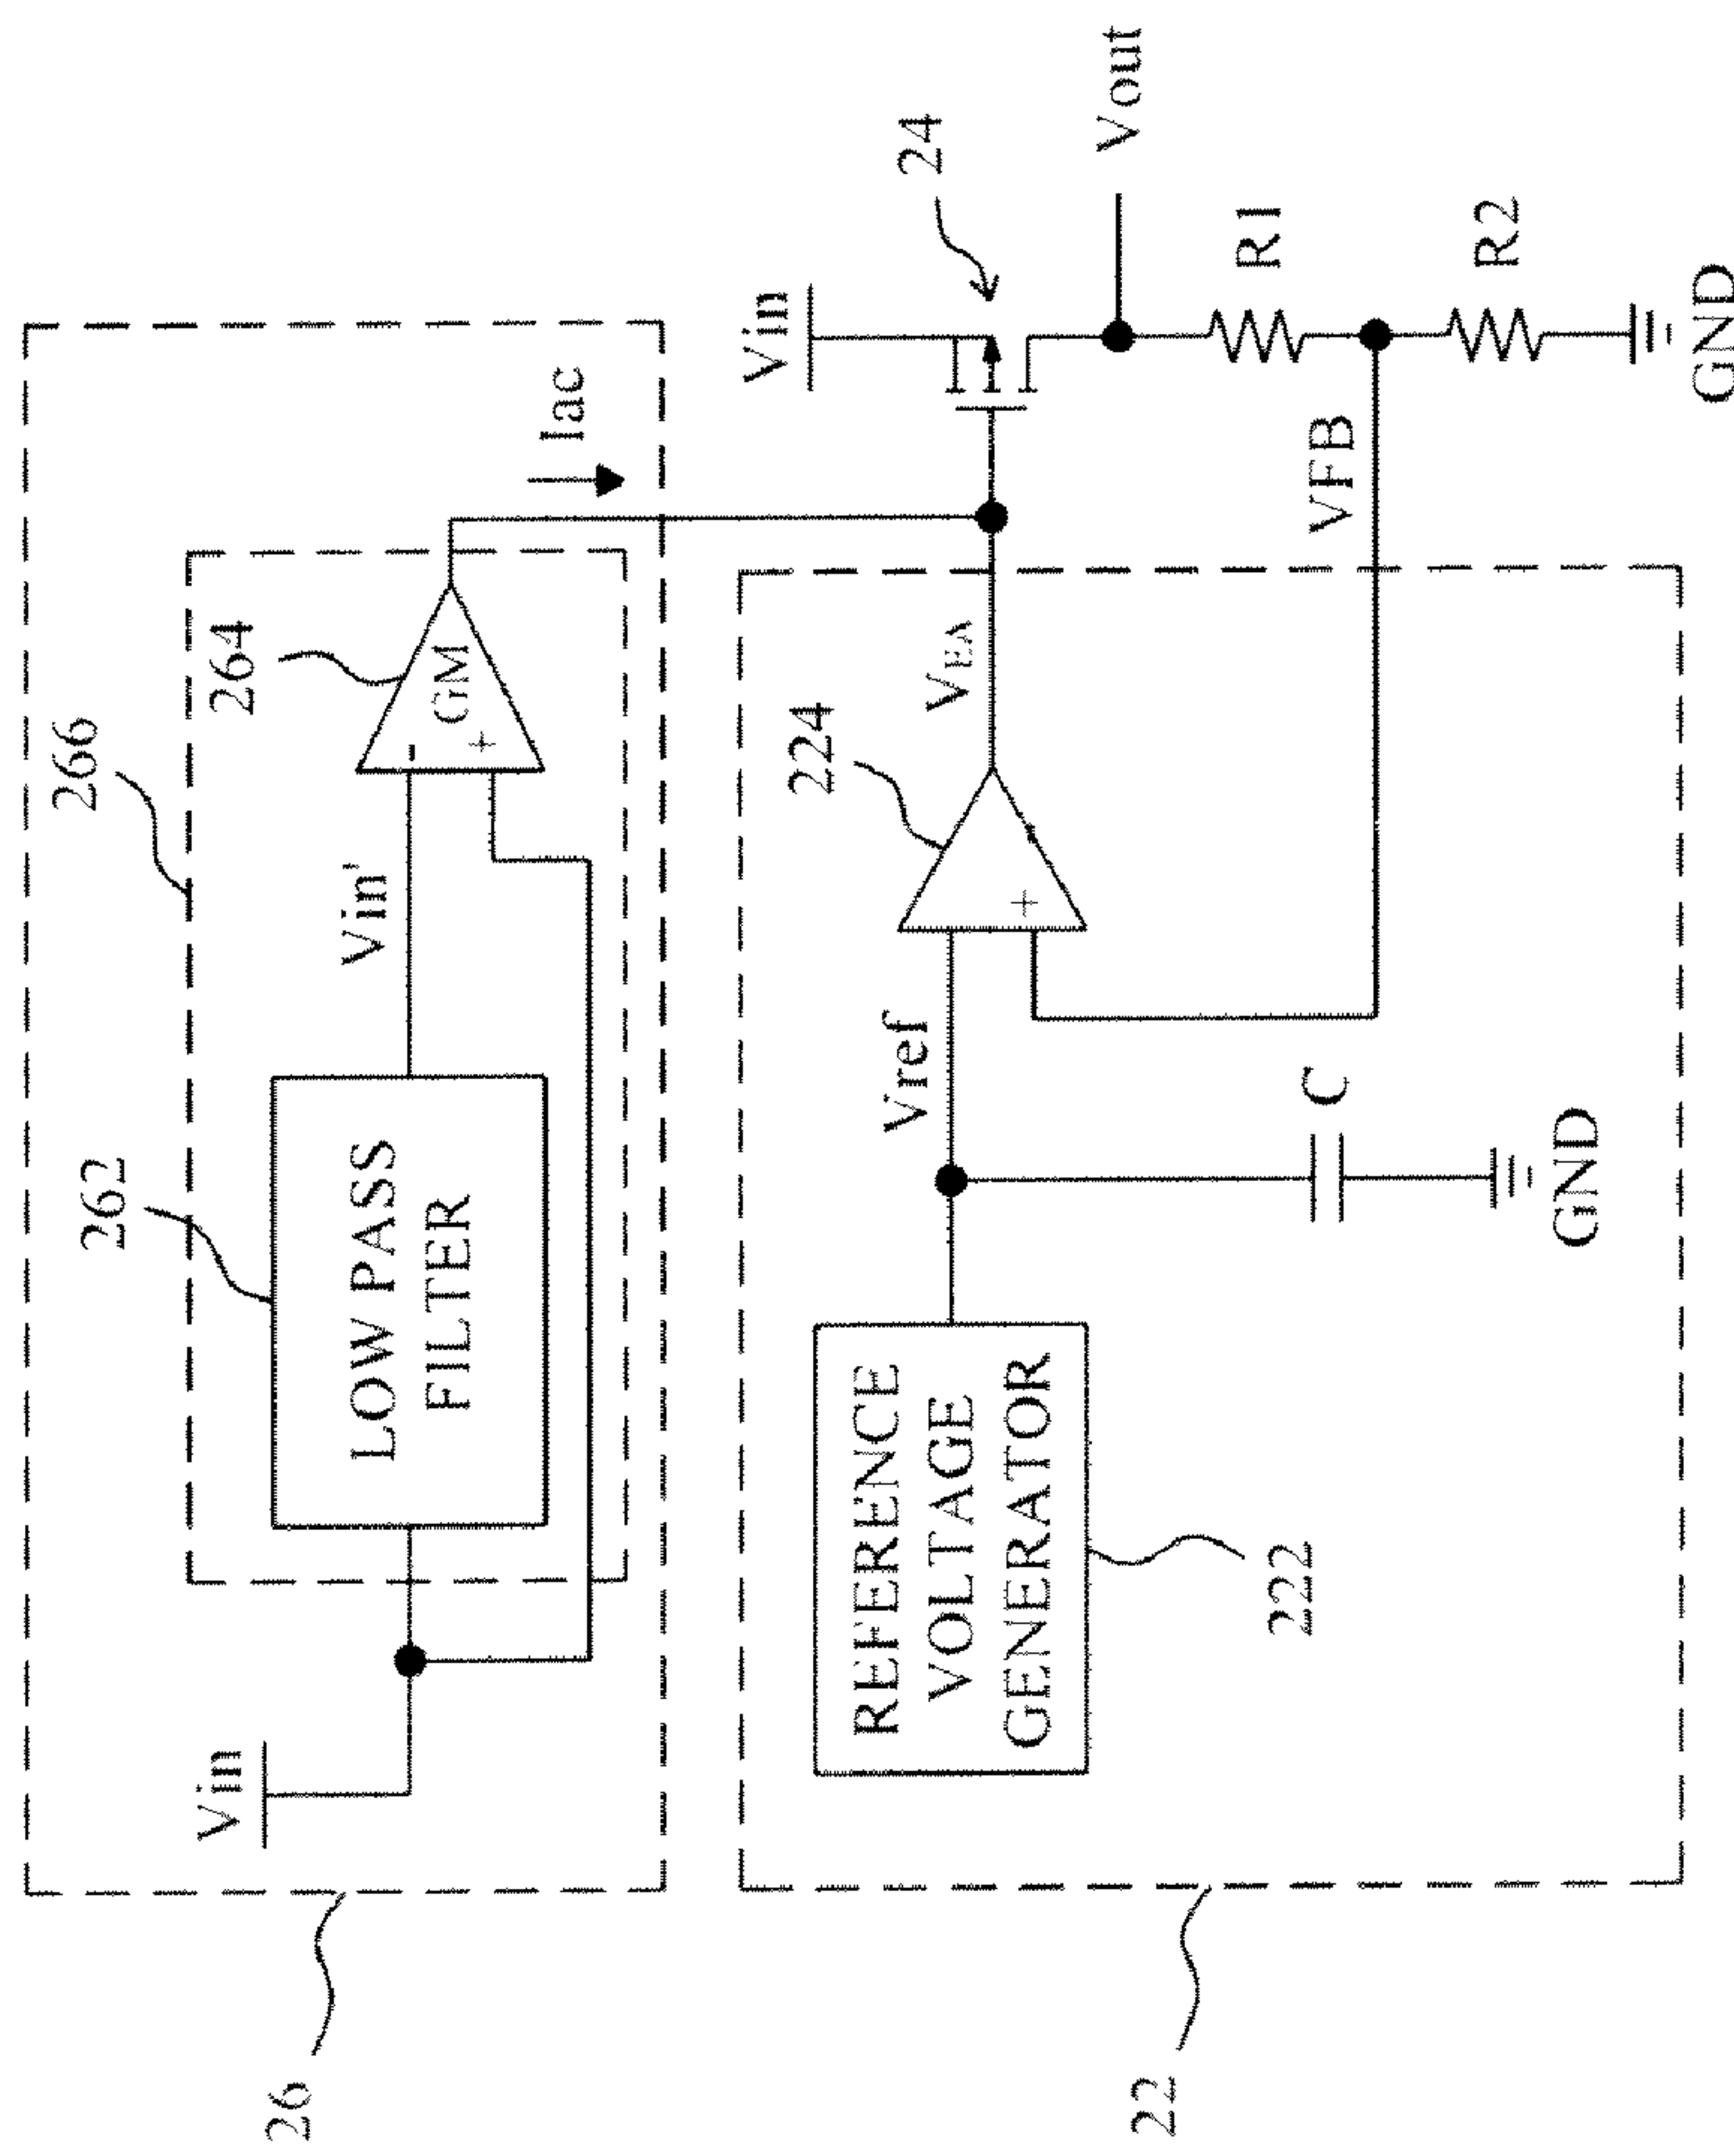 26
Vin
262
LOW PASS
FILTER
Vin'
266
264
-
+
GM
Iac
22
REFERENCE
VOLTAGE
GENERATOR
222
Vref
C
GND
224
+
VEA
VFB
Vin
24
Vout
R1
R2
GND